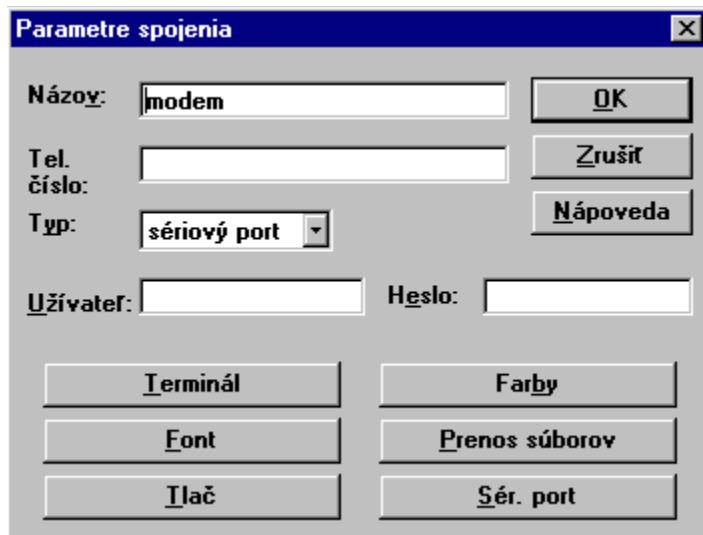 Parametre spojenia
Názov: modem OK
Tel. číslo: Zrušiť
Typ: sériový port Nápoveda
Užívateľ: Heslo:
Terminál Farby
Font Prenos súborov
Tlač Sér. port